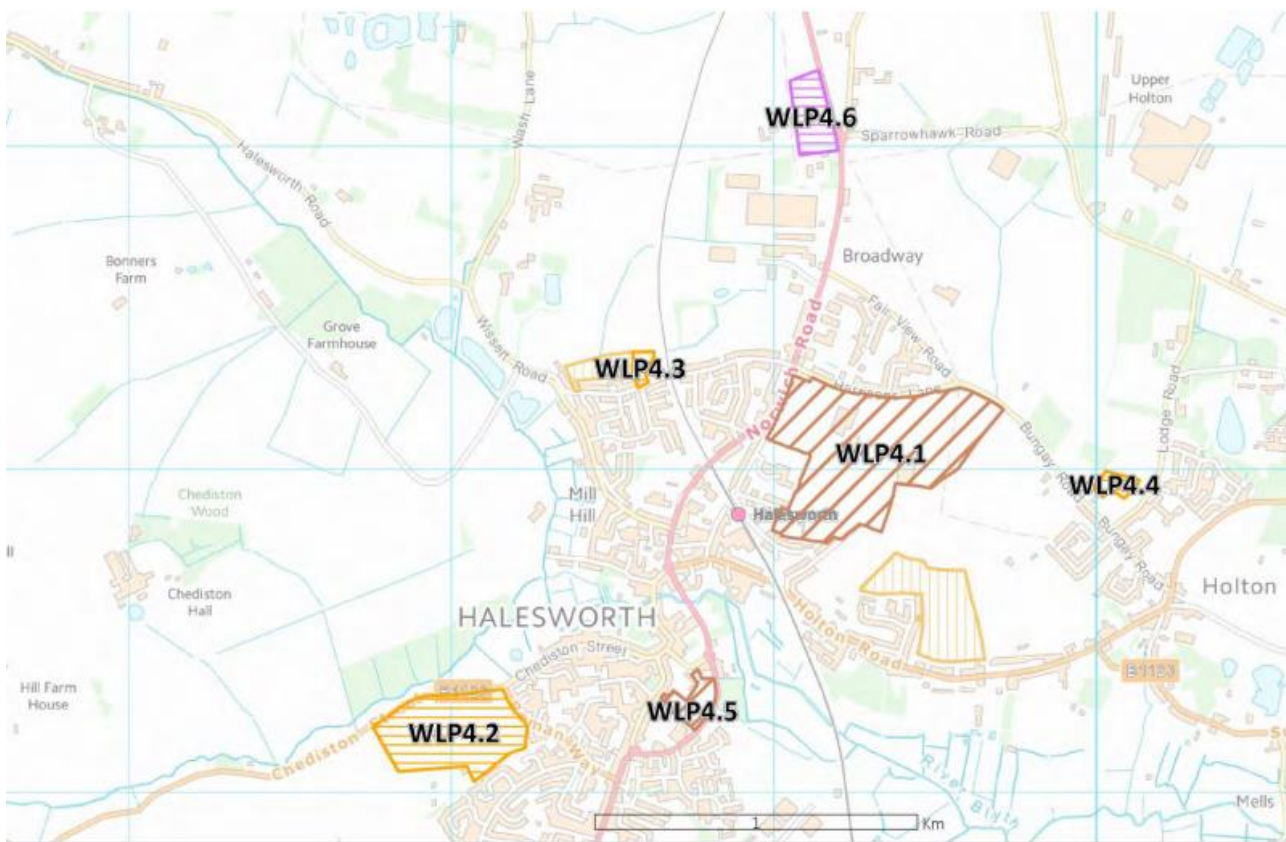 WLP4.6
Upper
Holton
Sparrowhawk Road
Wash Lane
Halesworth Road
Bonners
Farm
Broadway
Grove
Farmhouse
Fair View Road
Wissett Road
WLP4.3
Norwich Road
Harrisons Lane
WLP4.1
Lodge Road
Bungay Road
WLP4.4
Chediston
Wood
Mill
Hill
Halesworth
Bungay Road
Chediston
Hall
HALESWORTH
Holton
Holton Road
Chediston Street
B1123
Hill Farm
House
WLP4.5
WLP4.2
Chediston
Way
River Blyth
Mells
1
Km